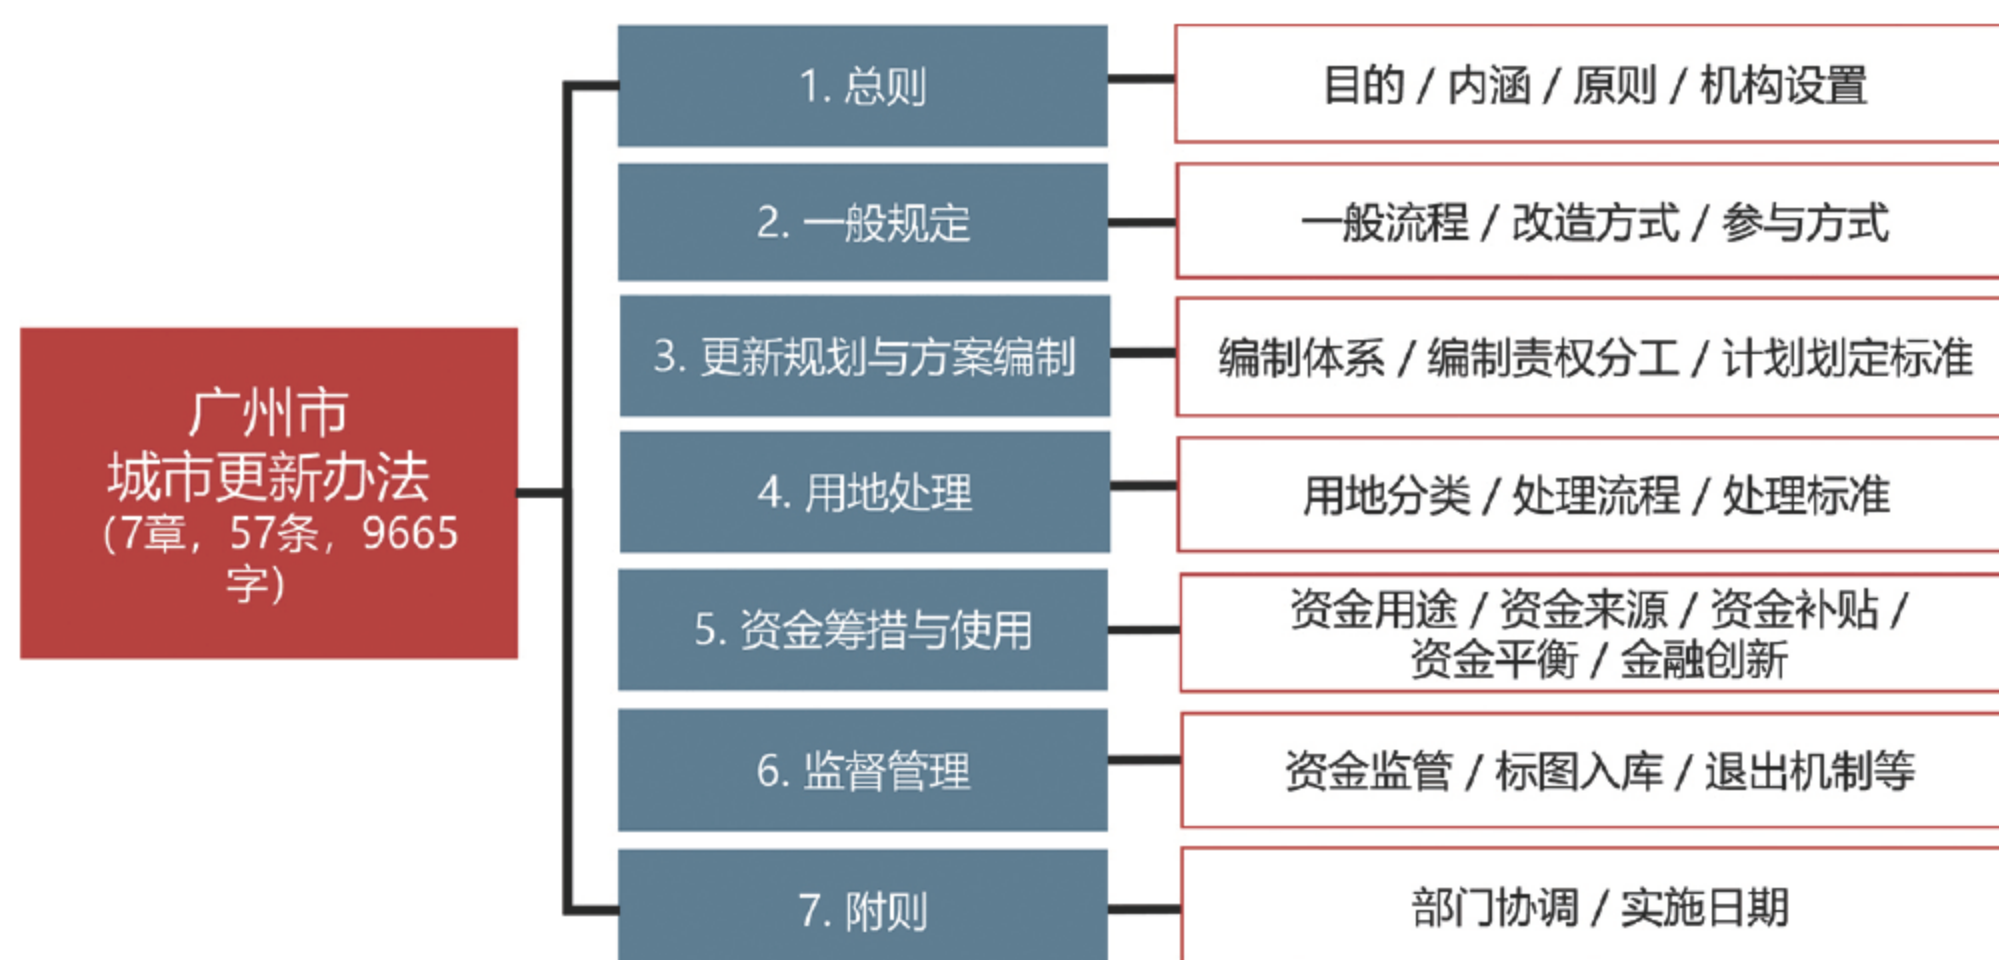 广州市
城市更新办法
(7章，57条，9665
字)
1. 总则
目的 / 内涵 / 原则 / 机构设置
2. 一般规定
一般流程 / 改造方式 / 参与方式
3. 更新规划与方案编制
编制体系 / 编制责权分工 / 计划划定标准
4. 用地处理
用地分类 / 处理流程 / 处理标准
5. 资金筹措与使用
资金用途 / 资金来源 / 资金补贴 /
资金平衡 / 金融创新
6. 监督管理
资金监管 / 标图入库 / 退出机制等
7. 附则
部门协调 / 实施日期